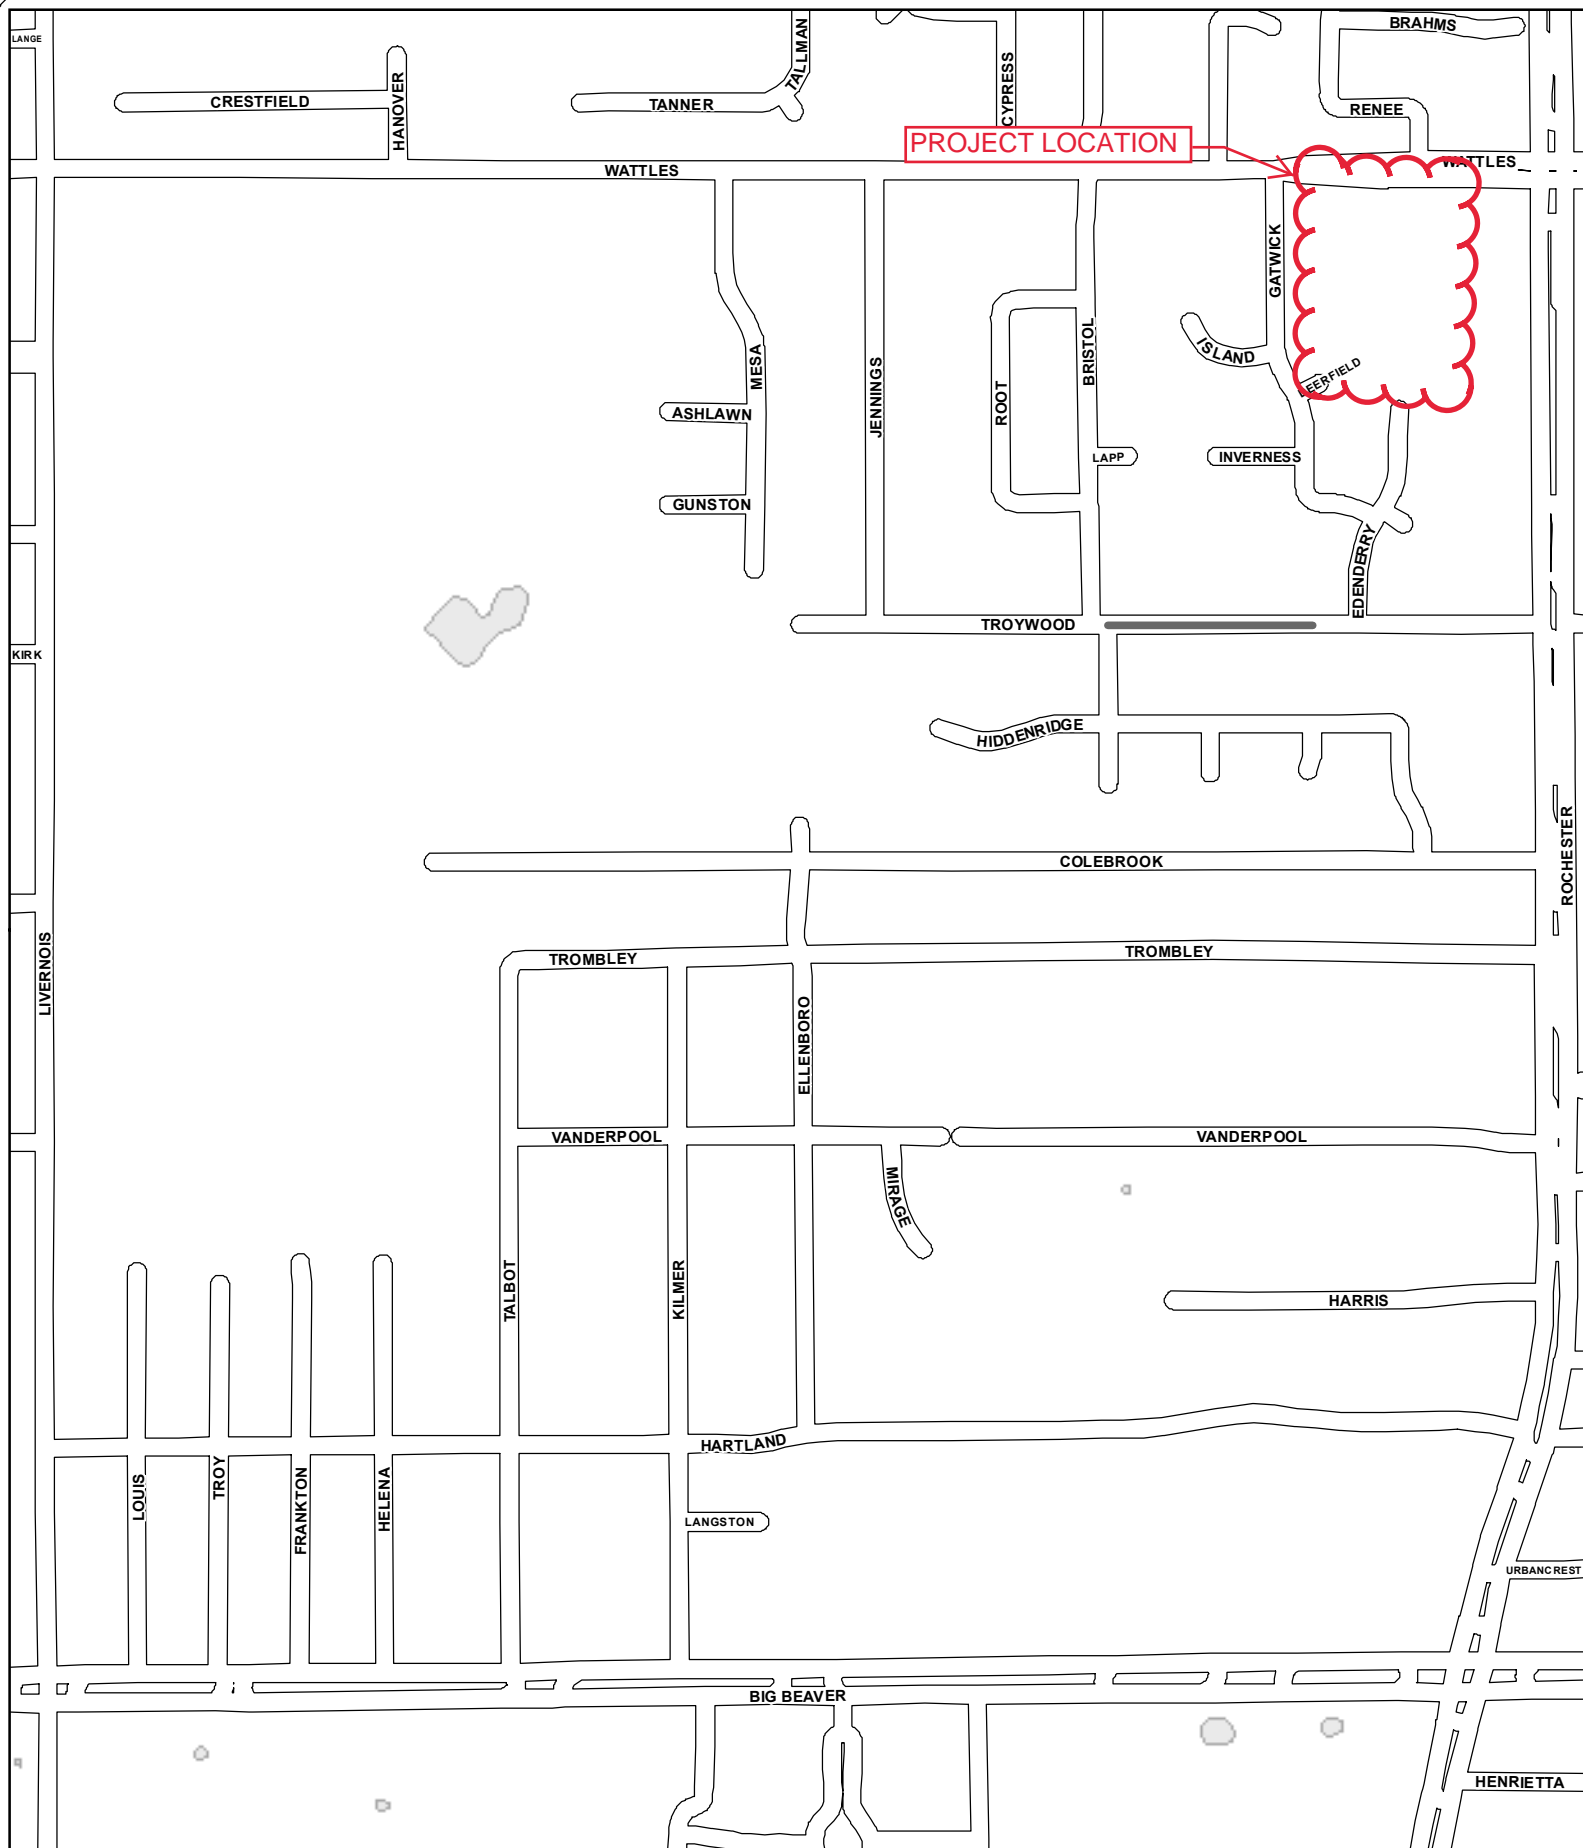 BRAHMS
LANGE
TALLMAN
CYPRESS
CRESTFIELD
HANOVER
TANNER
RENEE
PROJECT LOCATION
WATTLES
WATTLES
GATWICK
MESA
JENNINGS
ROOT
BRISTOL
ISLAND
EERFIELD
ASHLAWN
LAPP
INVERNESS
GUNSTON
EDENDERRY
TROYWOOD
KIRK
HIDDENRIDGE
COLEBROOK
ROCHESTER
LIVERNOIS
TROMBLEY
TROMBLEY
ELLENBORO
VANDERPOOL
VANDERPOOL
MIRAGE
TALBOT
KILMER
HARRIS
HARTLAND
LOUIS
TROY
FRANKTON
HELENA
LANGSTON
URBANCREST
BIG BEAVER
HENRIETTA